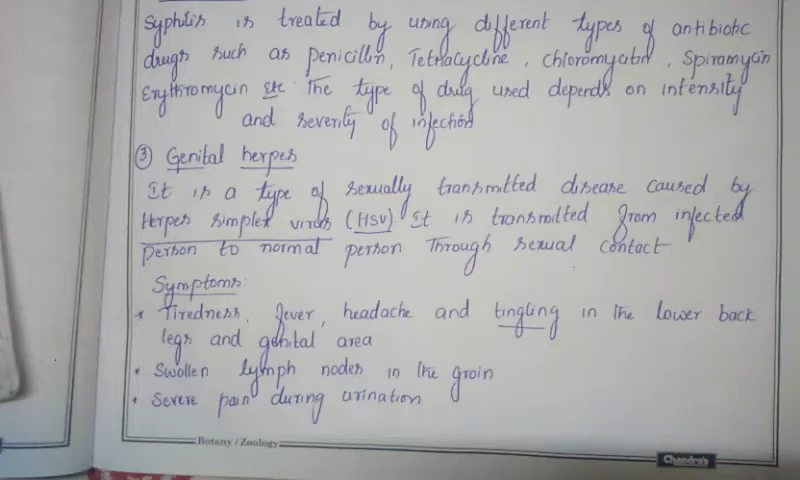 Syphilis is treated by using different types of antibiotic
drugs such as penicillin, Tetracycline, Chloromycetin, Spiramycin
Erythromycin etc The type of drug used depends on intensity
and severity of infection
③ Genital herpes
It is a type of sexually transmitted disease caused by
Herpes simplex virus (HSV). It is transmitted from infected
person to normal person through sexual contact
Symptoms:
* Tiredness, fever, headache and tingling in the lower back
legs and genital area
• Swollen lymph nodes in the groin
• Severe pain during urination
Botany / Zoology
Chandra's